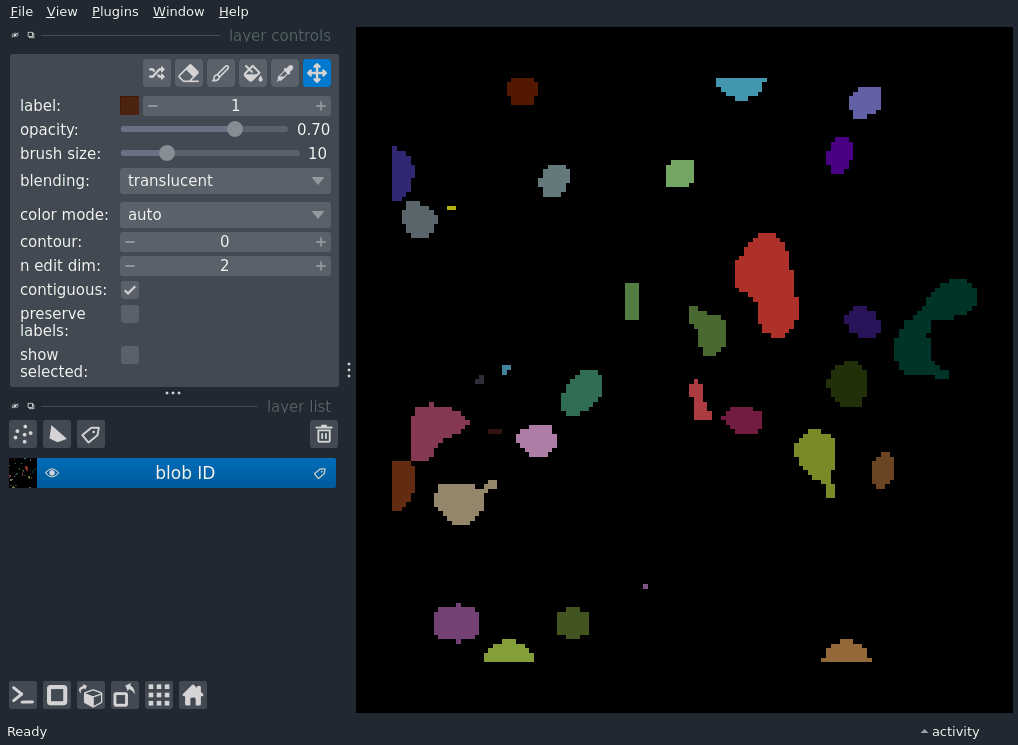 File View Plugins Window Help
layer controls
label: 1
opacity: 0.70
brush size: 10
blending: translucent
color mode: auto
contour: 0
n edit dim: 2
contiguous:
preserve
labels:
show
selected:
layer list
blob ID
Ready
activity